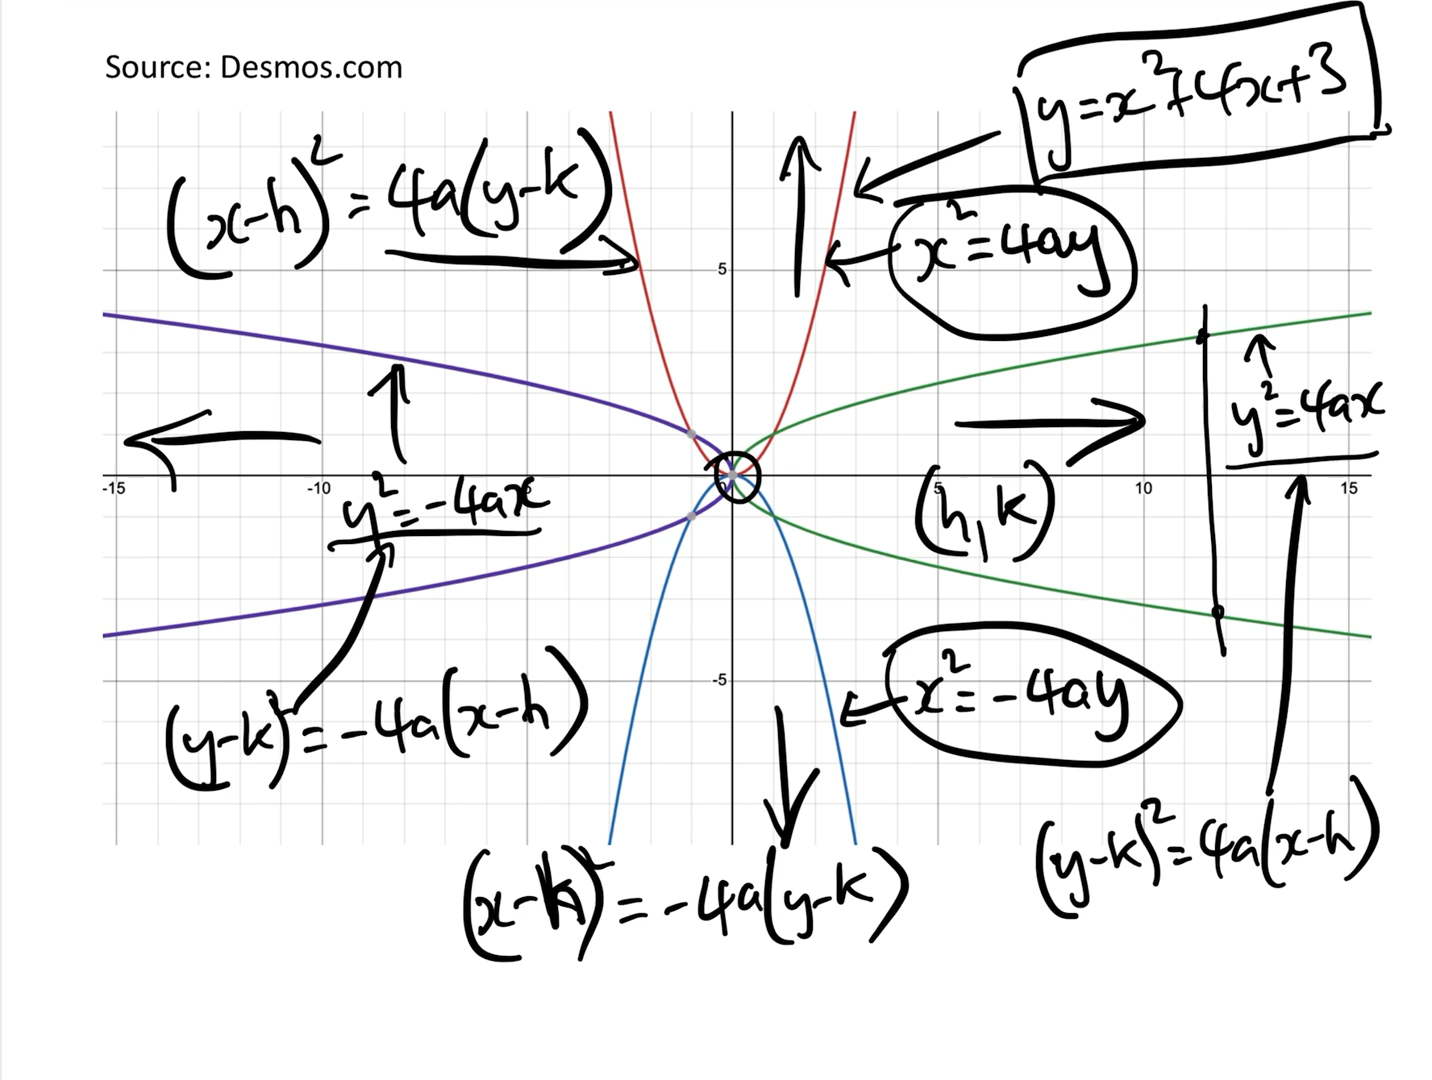 Source: Desmos.com
y=x²+4x+3
(x-h)²=4a(y-k)
x²=4ay
5
y²=4ax
-15 -10 5 10 15
y²=-4ax
(h,k)
-5
x²=-4ay
(y-k)²=-4a(x-h)
(y-k)²=4a(x-h)
(x-h)²=-4a(y-k)